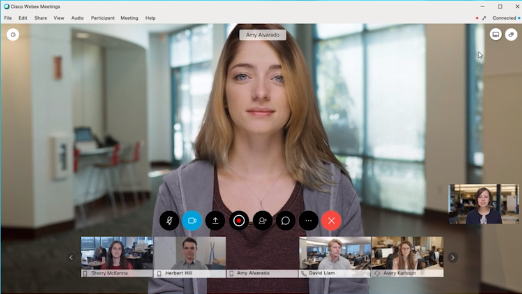 Cisco Webex Meetings
File Edit Share View Audio Participant Meeting Help
Connected
Amy Alvarado
Sherry McKenna
Herbert Hill
Amy Alvarado
David Liam
Avery Karlsson